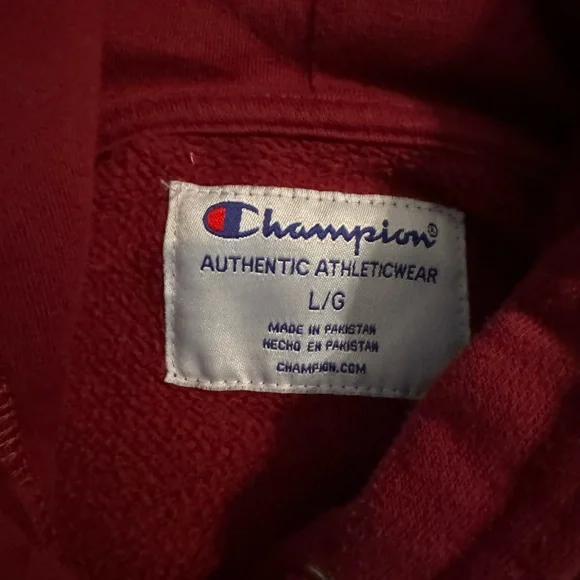 Champion®
AUTHENTIC ATHLETICWEAR
L/G
MADE IN PAKISTAN
HECHO EN PAKISTAN
CHAMPION.COM